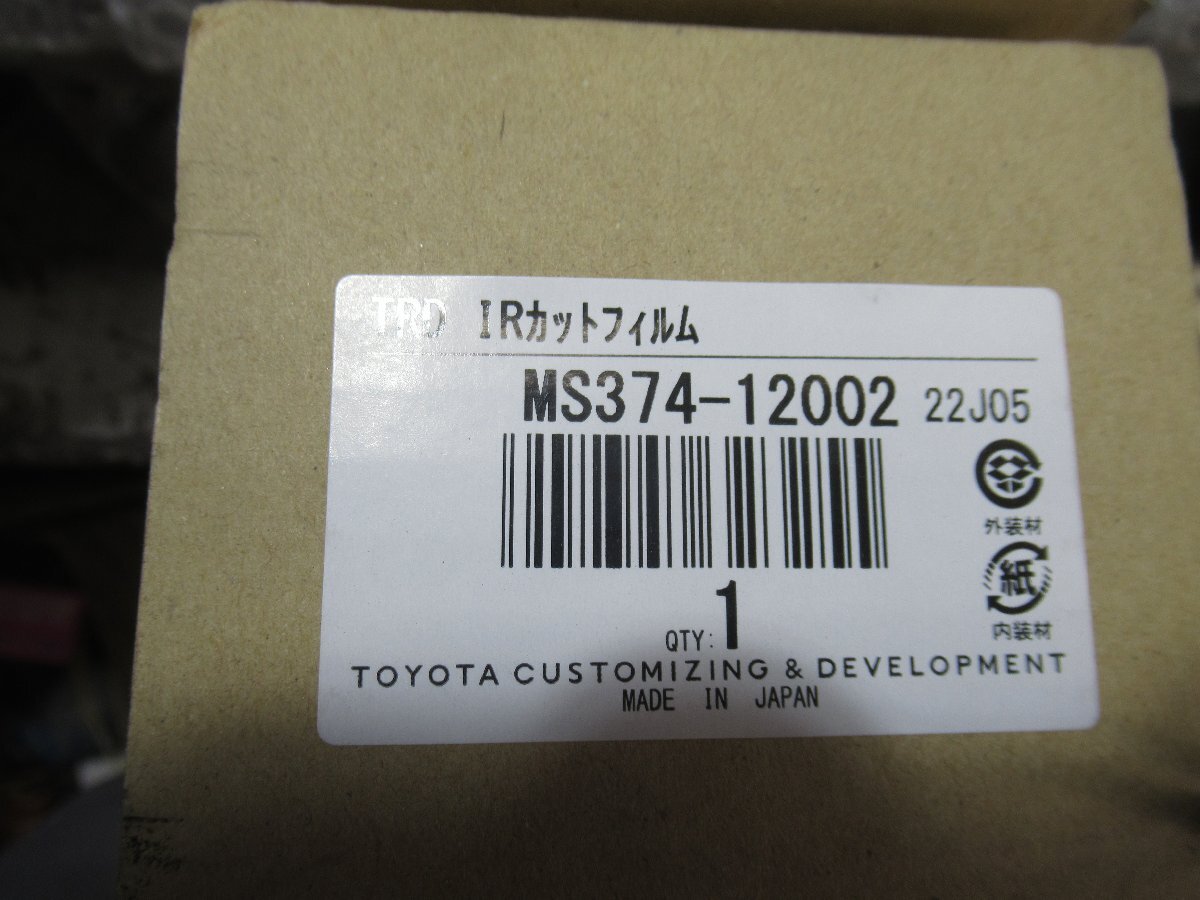 TRD IRカットフィルム
MS374-12002 22J05
外装材
紙
内装材
QTY: 1
TOYOTA CUSTOMIZING & DEVELOPMENT
MADE IN JAPAN